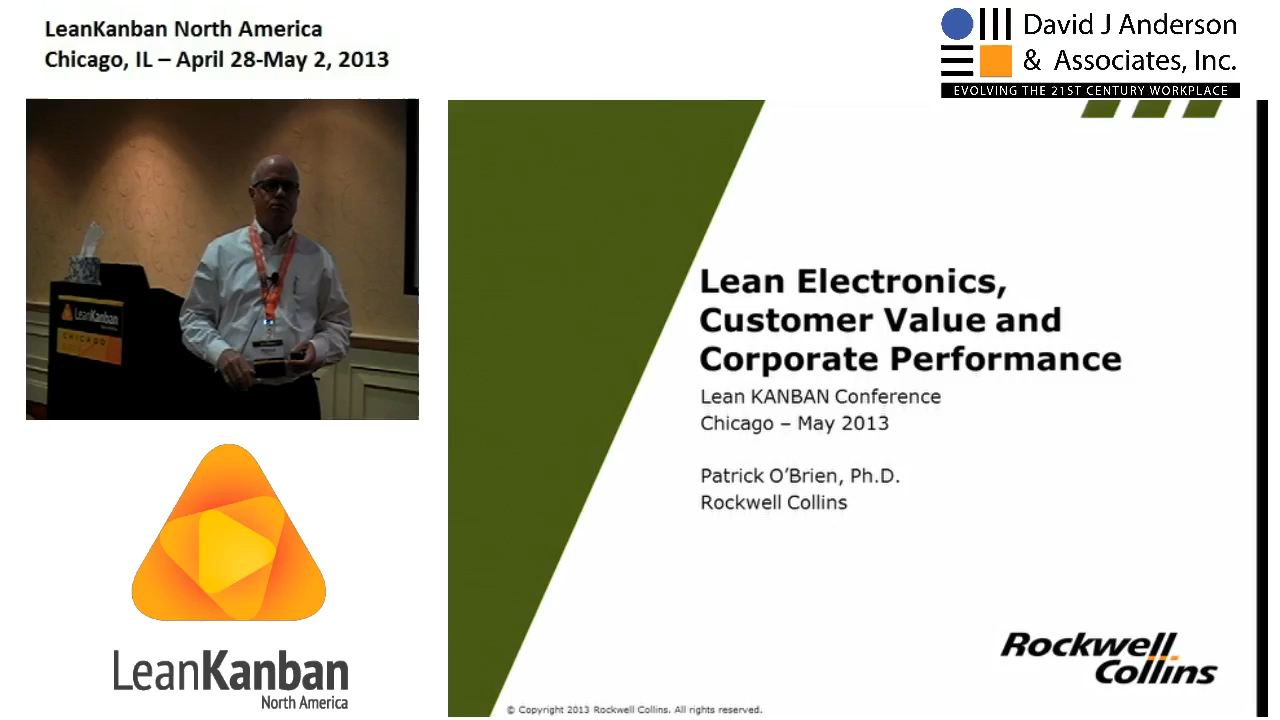 LeanKanban North America
Chicago, IL – April 28-May 2, 2013
David J Anderson
& Associates, Inc.
EVOLVING THE 21ST CENTURY WORKPLACE
LeanKanban
CHICAGO
Lean Electronics,
Customer Value and
Corporate Performance
Lean KANBAN Conference
Chicago – May 2013
Patrick O'Brien, Ph.D.
Rockwell Collins
Rockwell
Collins
© Copyright 2013 Rockwell Collins. All rights reserved.
LeanKanban
North America